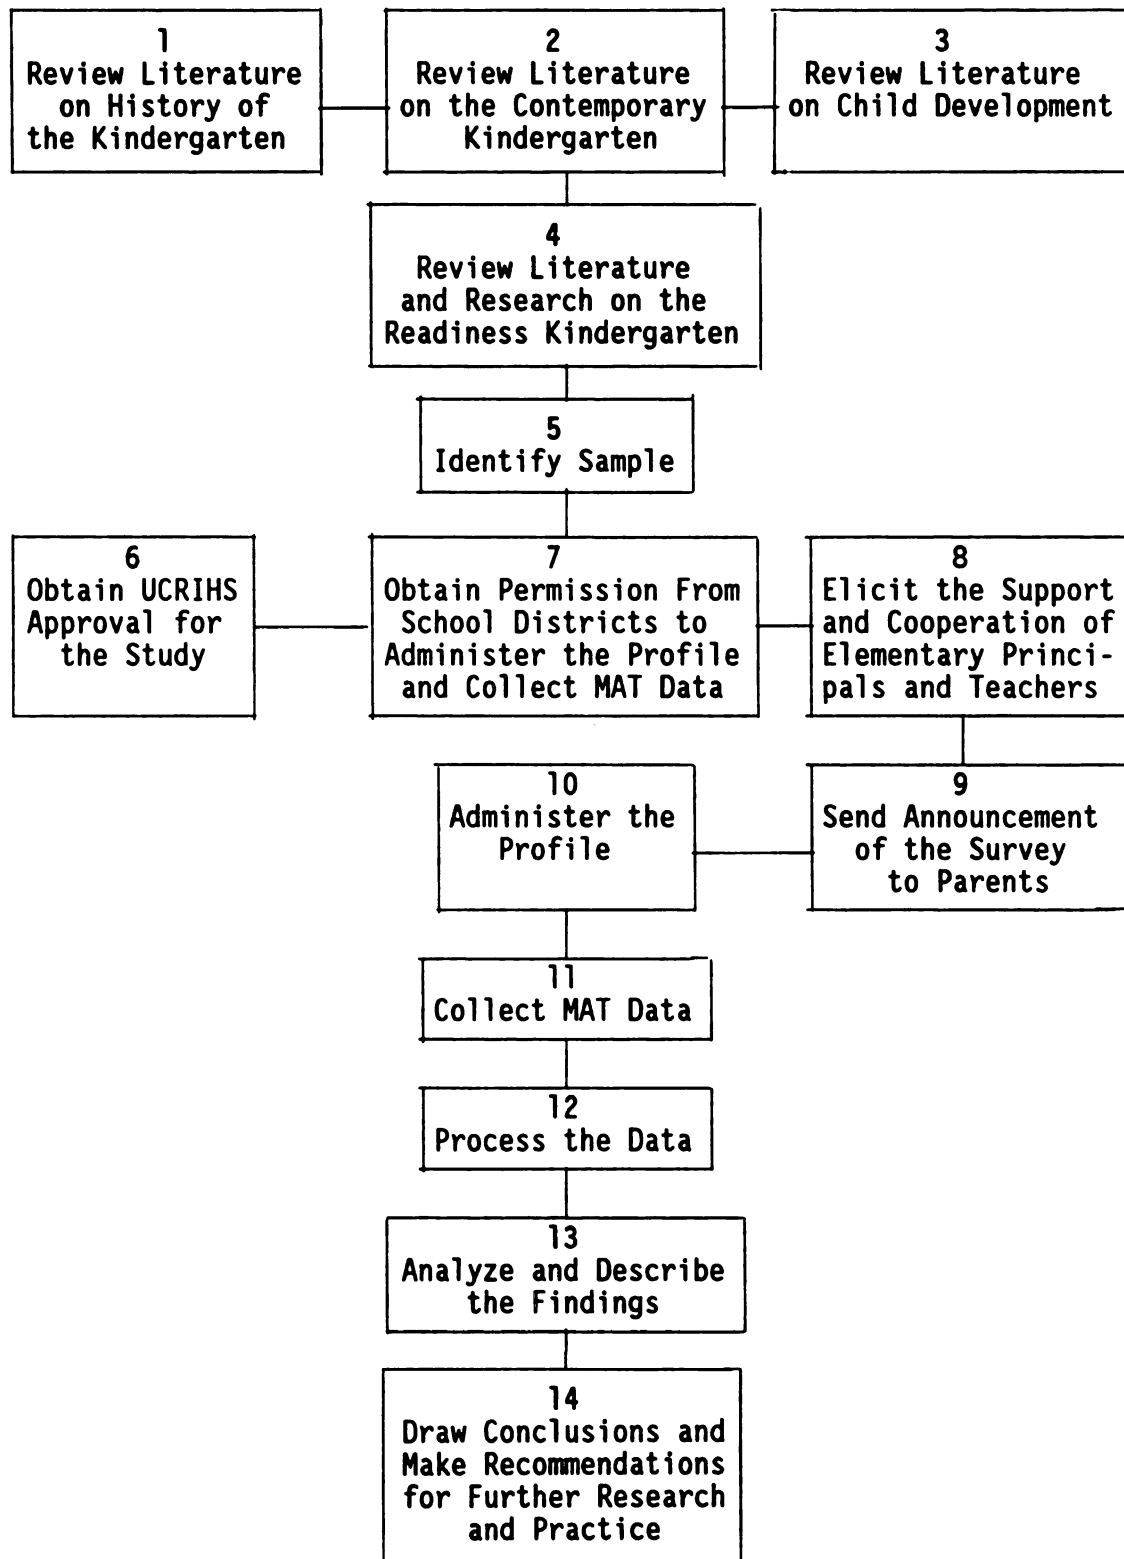 1
Review Literature
on History of
the Kindergarten
2
Review Literature
on the Contemporary
Kindergarten
3
Review Literature
on Child Development
4
Review Literature
and Research on the
Readiness Kindergarten
5
Identify Sample
6
Obtain UCRIHS
Approval for
the Study
7
Obtain Permission From
School Districts to
Administer the Profile
and Collect MAT Data
8
Elicit the Support
and Cooperation of
Elementary Princi-
pals and Teachers
9
Send Announcement
of the Survey
to Parents
10
Administer the
Profile
11
Collect MAT Data
12
Process the Data
13
Analyze and Describe
the Findings
14
Draw Conclusions and
Make Recommendations
for Further Research
and Practice